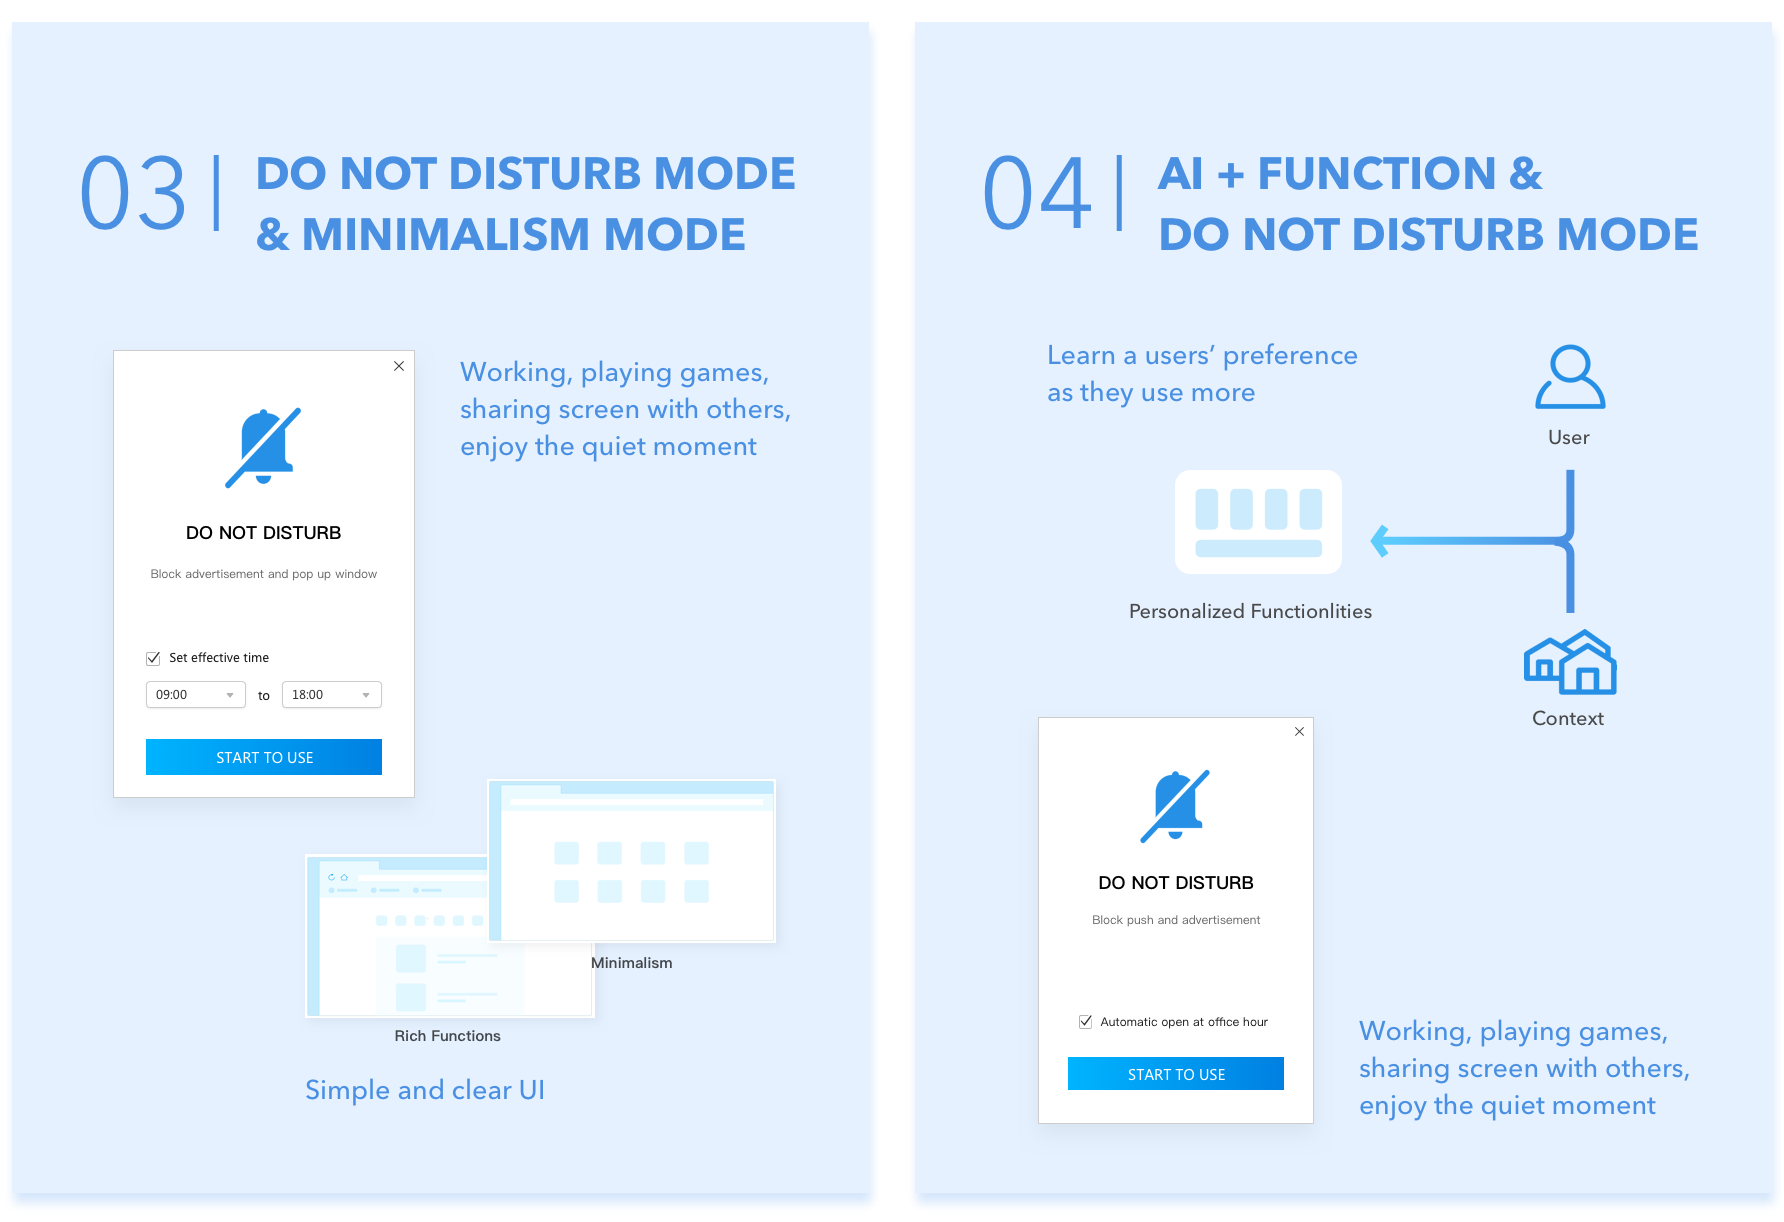 03
DO NOT DISTURB MODE
& MINIMALISM MODE
Working, playing games,
sharing screen with others,
enjoy the quiet moment
DO NOT DISTURB
Block advertisement and pop up window
Set effective time
09:00 to 18:00
START TO USE
Minimalism
Rich Functions
Simple and clear UI
04
AI + FUNCTION &
DO NOT DISTURB MODE
Learn a users’ preference
as they use more
User
Personalized Functionlities
Context
DO NOT DISTURB
Block push and advertisement
Automatic open at office hour
START TO USE
Working, playing games,
sharing screen with others,
enjoy the quiet moment